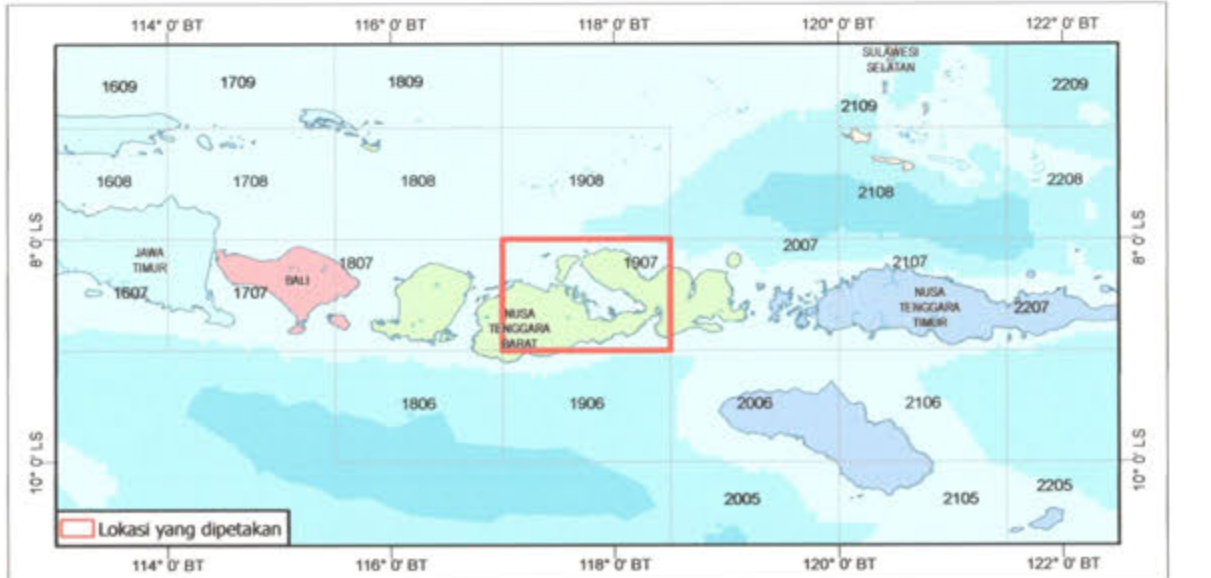 114° 0' BT 116° 0' BT 118° 0' BT 120° 0' BT 122° 0' BT
SULAWESI
SELATAN
1609 1709 1809 2109 2209
1608 1708 1808 1908 2108 2208
8° 0' LS 8° 0' LS
JAWA
TIMUR
1607
BALI
1707 1807
NUSA
TENGGARA
BARAT
1907 2007 2107
NUSA
TENGGARA
TIMUR
2207
1806 1906 2006 2106
10° 0' LS 10° 0' LS
2005 2105 2205
Lokasi yang dipetakan
114° 0' BT 116° 0' BT 118° 0' BT 120° 0' BT 122° 0' BT